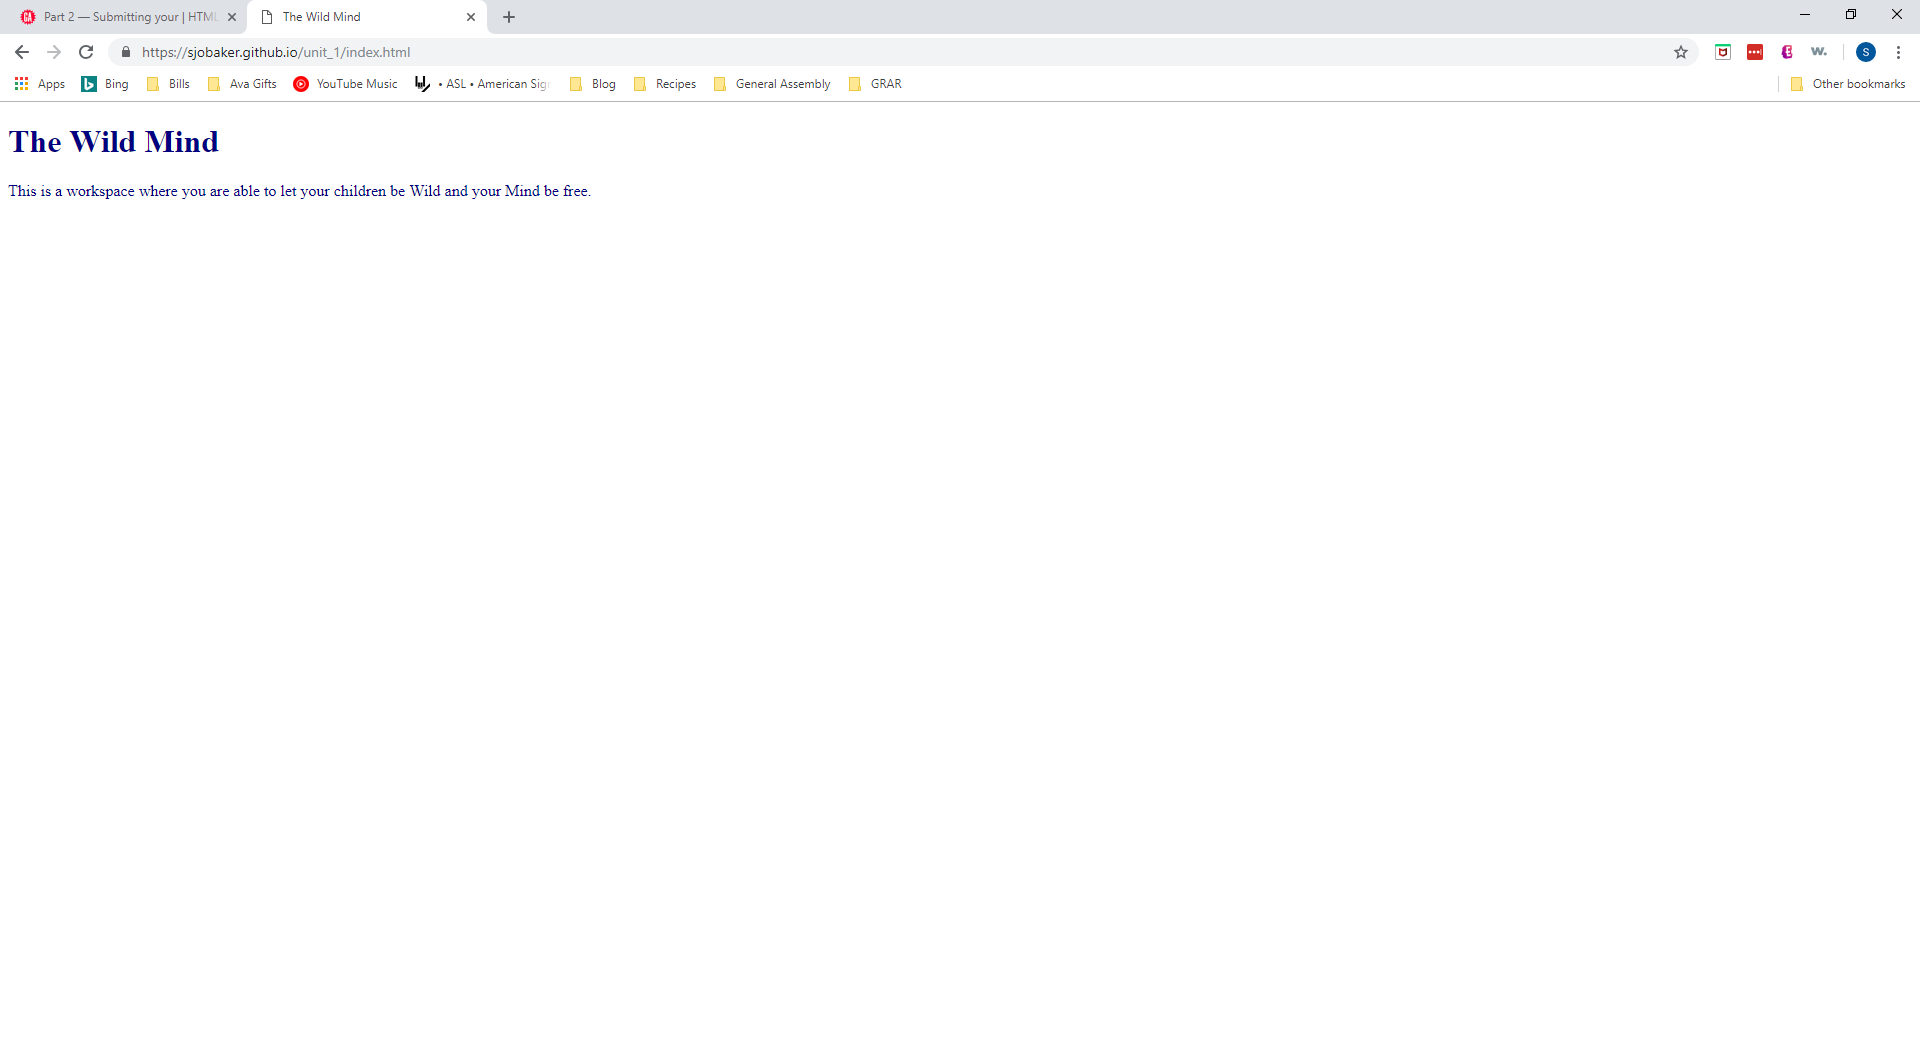 Part 2 — Submitting your | HTML
The Wild Mind
https://sjobaker.github.io/unit_1/index.html
S
Apps
Bing
Bills
Ava Gifts
YouTube Music
• ASL • American Sig
Blog
Recipes
General Assembly
GRAR
Other bookmarks
The Wild Mind
This is a workspace where you are able to let your children be Wild and your Mind be free.